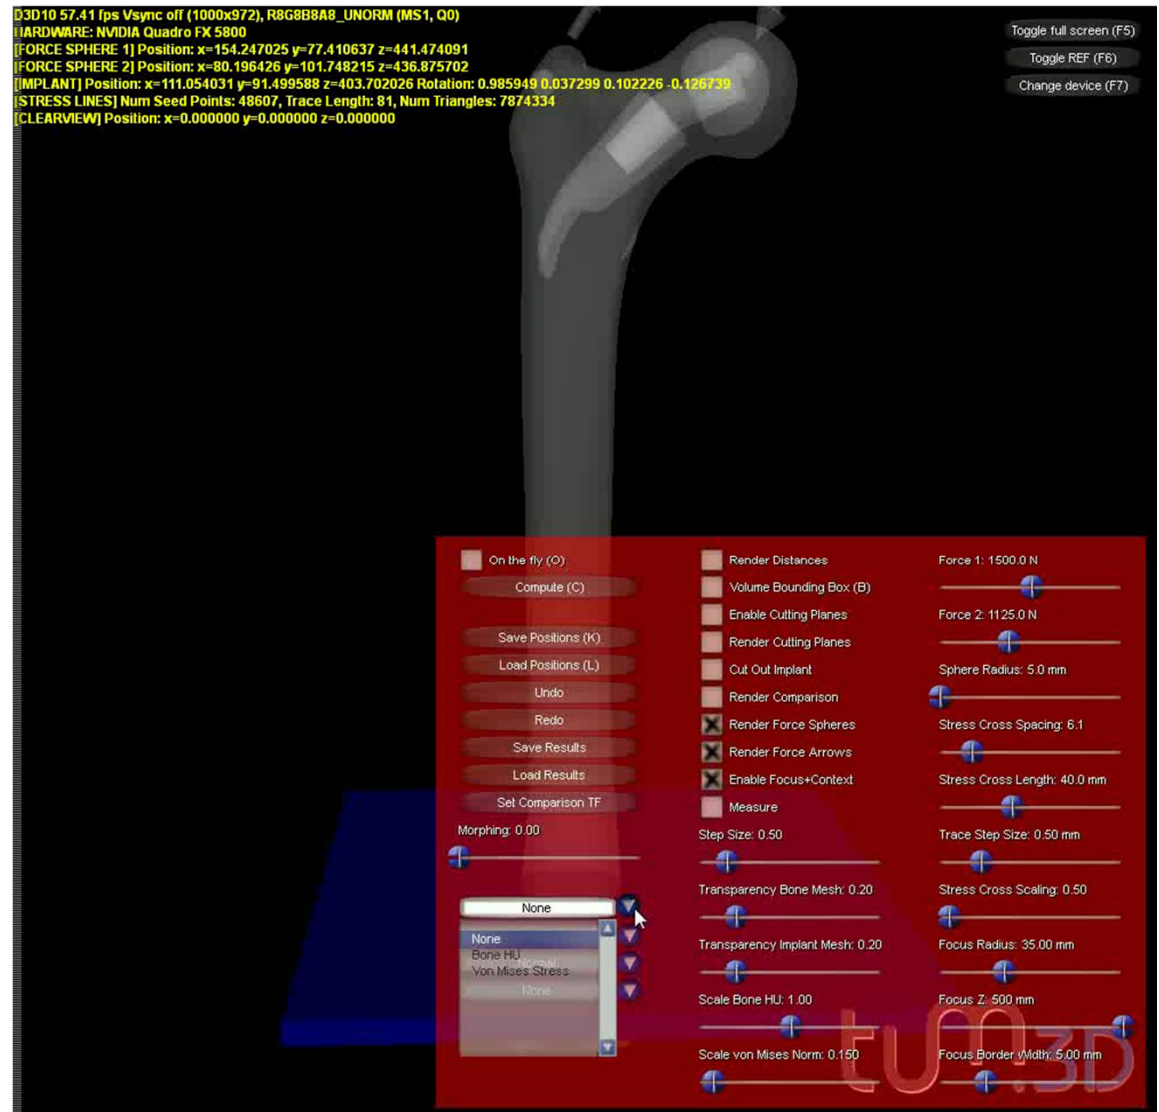 D3D10 57.41 fps Vsync off (1000x972), R8G8B8A8_UNORM (MS1, Q0)
HARDWARE: NVIDIA Quadro FX 5800
[FORCE SPHERE 1] Position: x=154.247025 y=77.410637 z=441.474091
[FORCE SPHERE 2] Position: x=80.196426 y=101.748215 z=436.875702
[IMPLANT] Position: x=111.054031 y=91.499588 z=403.702026 Rotation: 0.985949 0.037299 0.102226 -0.126739
[STRESS LINES] Num Seed Points: 48607, Trace Length: 81, Num Triangles: 7874334
[CLEARVIEW] Position: x=0.000000 y=0.000000 z=0.000000
Toggle full screen (F5)
Toggle REF (F6)
Change device (F7)
On the fly (O)
Compute (C)
Save Positions (K)
Load Positions (L)
Undo
Redo
Save Results
Load Results
Set Comparison TF
Morphing: 0.00
None
None
Bone HU
Normal
Von Mises Stress
None
Render Distances
Volume Bounding Box (B)
Enable Cutting Planes
Render Cutting Planes
Cut Out Implant
Render Comparison
Render Force Spheres
Render Force Arrows
Enable Focus+Context
Measure
Step Size: 0.50
Transparency Bone Mesh: 0.20
Transparency Implant Mesh: 0.20
Scale Bone HU: 1.00
Scale von Mises Norm: 0.150
Force 1: 1500.0 N
Force 2: 1125.0 N
Sphere Radius: 5.0 mm
Stress Cross Spacing: 6.1
Stress Cross Length: 40.0 mm
Trace Step Size: 0.50 mm
Stress Cross Scaling: 0.50
Focus Radius: 35.00 mm
Focus Z: 500 mm
Focus Border Width: 5.00 mm
tum.3D